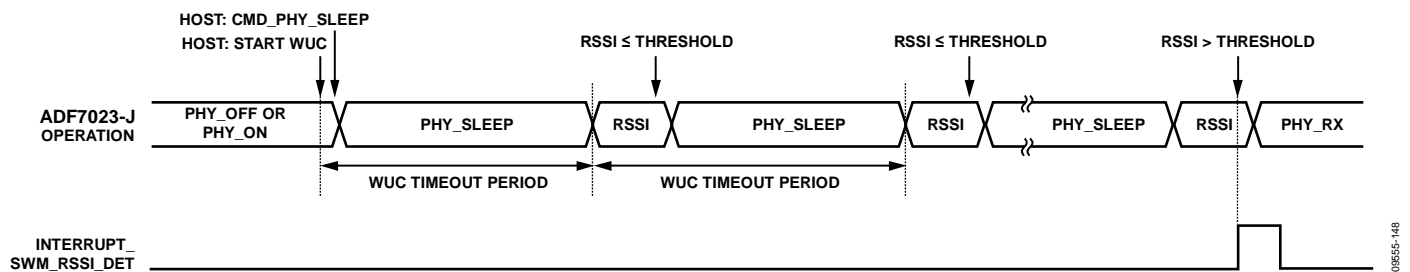 HOST: CMD_PHY_SLEEP
HOST: START WUC
RSSI ≤ THRESHOLD
RSSI ≤ THRESHOLD
RSSI > THRESHOLD
ADF7023-J
OPERATION
PHY_OFF OR
PHY_ON
PHY_SLEEP
RSSI
PHY_SLEEP
RSSI
PHY_SLEEP
RSSI
PHY_RX
WUC TIMEOUT PERIOD
WUC TIMEOUT PERIOD
INTERRUPT_
SWM_RSSI_DET
09555-148